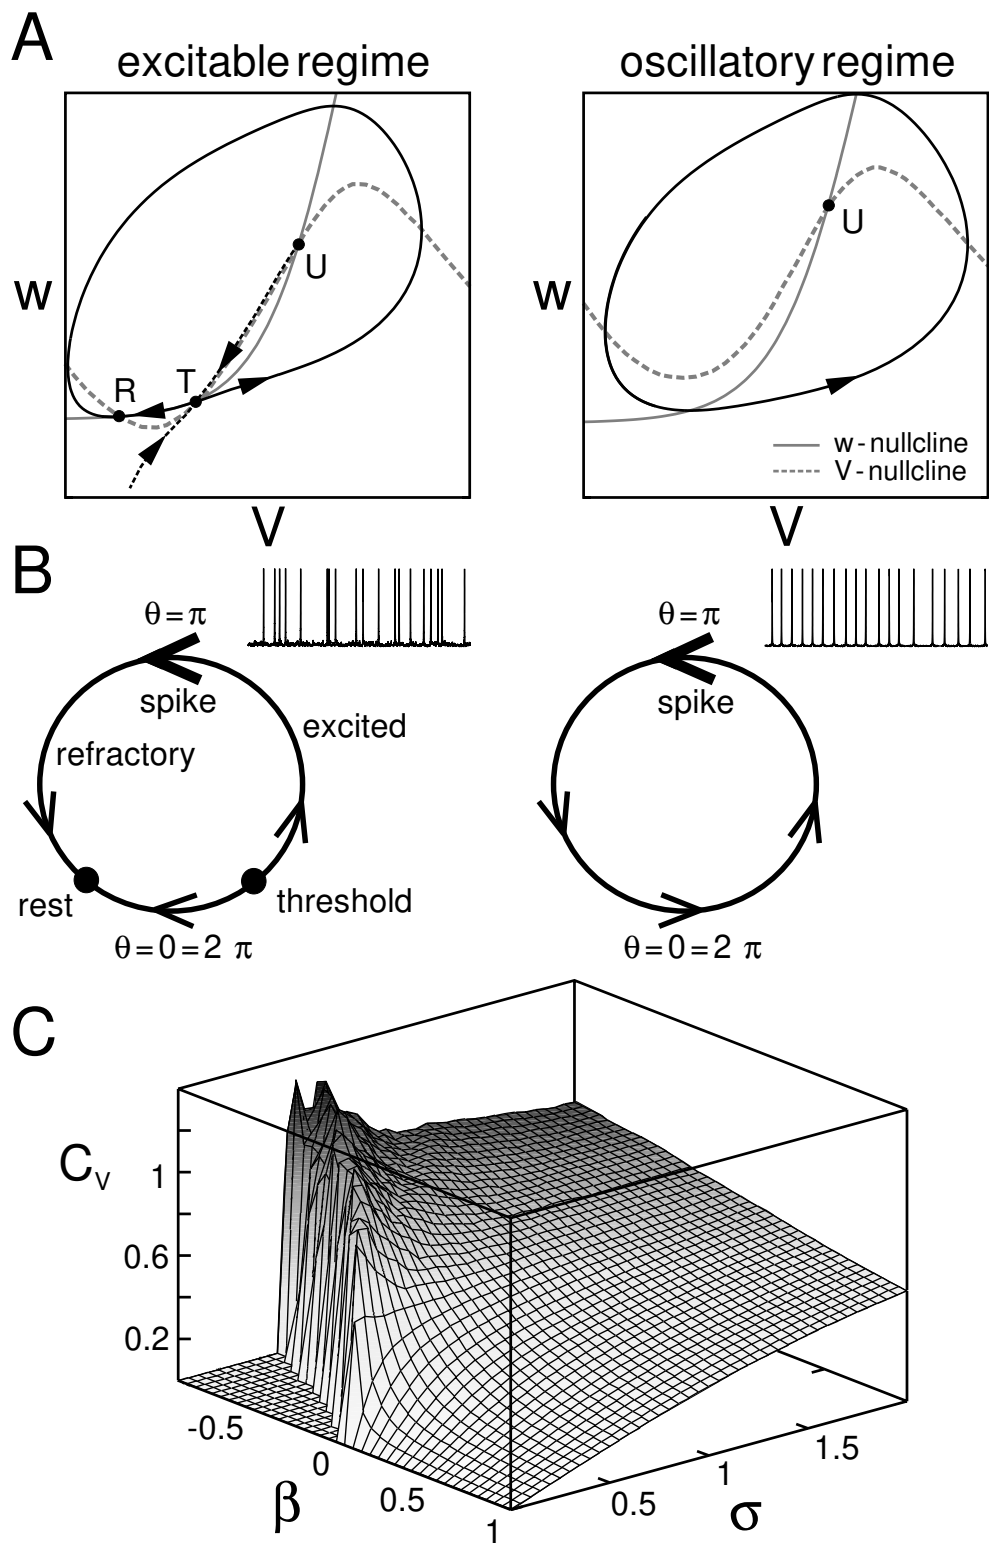 A
excitable regime
oscillatory regime
w
R
T
U
V
w
U
w - nullcline
V - nullcline
V
B
θ = π
spike
refractory
excited
rest
threshold
θ = 0 = 2 π
θ = π
spike
θ = 0 = 2 π
C
C_V
1
0.6
0.2
-0.5
0
0.5
1
β
0.5
1
1.5
σ